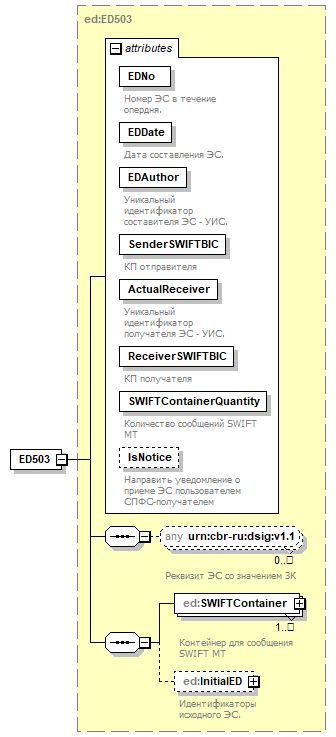 ed:ED503
attributes
EDNo
Номер ЭС в течение
опердня.
EDDate
Дата составления ЭС.
EDAuthor
Уникальный
идентификатор
составителя ЭС - УИС.
SenderSWIFTBIC
КП отправителя
ActualReceiver
Уникальный
идентификатор
получателя ЭС - УИС.
ReceiverSWIFTBIC
КП получателя
SWIFTContainerQuantity
Количество сообщений SWIFT
MT
IsNotice
Направить уведомление о
приеме ЭС пользователем
СПФС-получателем
ED503
any urn:cbr-ru:dsig:v1.1
0..□
Реквизит ЭС со значением ЗК
ed:SWIFTContainer
1..□
Контейнер для сообщения
SWIFT MT
ed:InitialED
Идентификаторы
исходного ЭС.